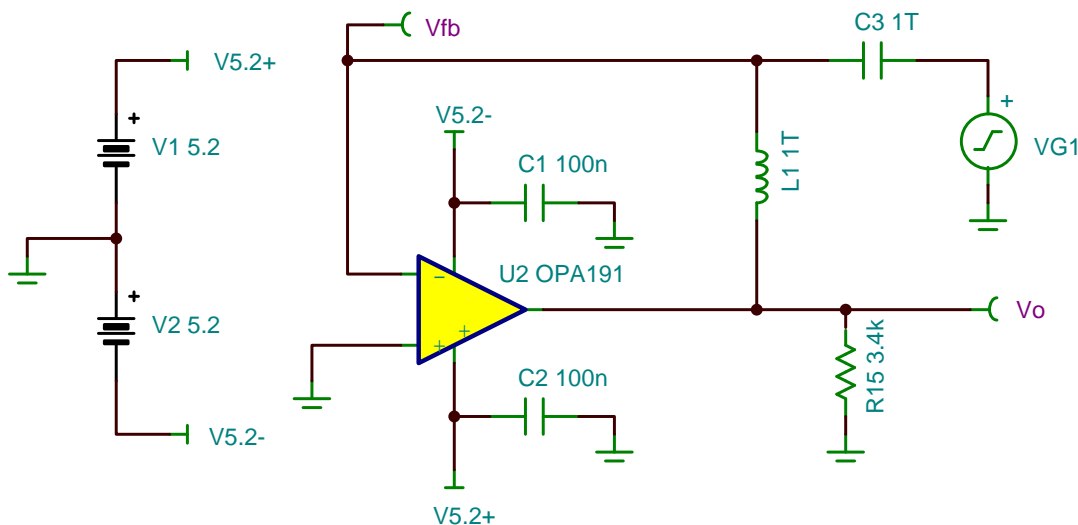 Vfb
C3 1T
V5.2+
V1 5.2
V5.2-
C1 100n
L1 1T
+
VG1
+
U2 OPA191
+
V2 5.2
−
+
+
Vo
R15 3.4k
C2 100n
V5.2-
V5.2+